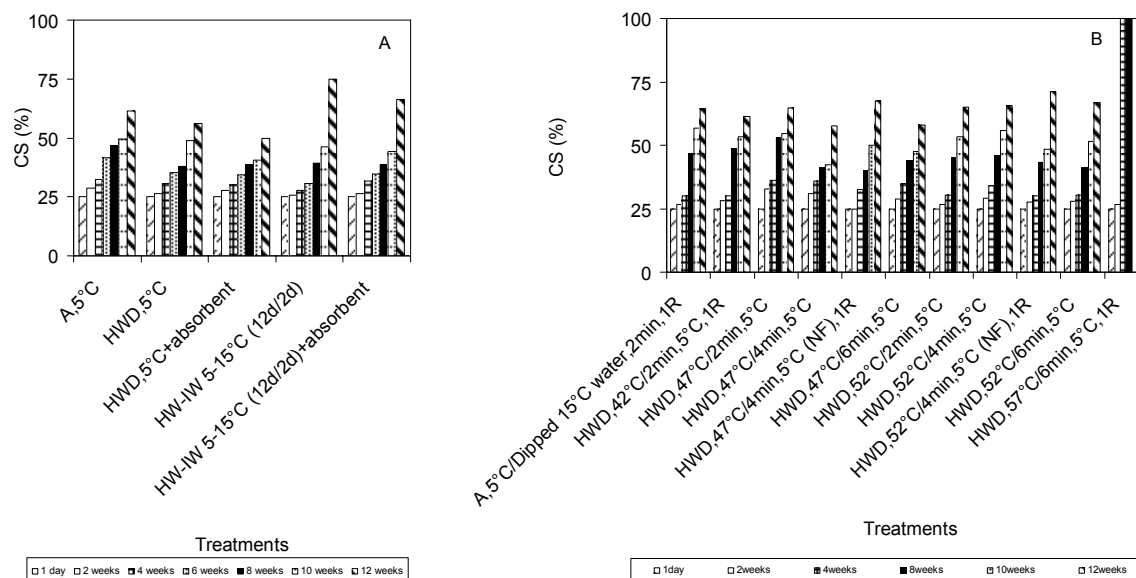 100
75
50
25
0
CS (%)
A
A,5°C
HWD,5°C
HWD,5°C+absorbent
HW-IW 5-15°C (12d/2d)
HW-IW 5-15°C (12d/2d)+absorbent
Treatments
1 day 2 weeks 4 weeks 6 weeks 8 weeks 10 weeks 12 weeks
100
75
50
25
0
CS (%)
B
A,5°C/Dipped 15°C water,2min,1R
HWD,42°C/2min,5°C,1R
HWD,47°C/2min,5°C
HWD,47°C/4min,5°C
HWD,47°C/4min,5°C (NF),1R
HWD,47°C/6min,5°C
HWD,52°C/2min,5°C
HWD,52°C/4min,5°C
HWD,52°C/4min,5°C (NF),1R
HWD,52°C/6min,5°C
HWD,57°C/6min,5°C,1R
Treatments
1day 2weeks 4weeks 8weeks 10weeks 12weeks